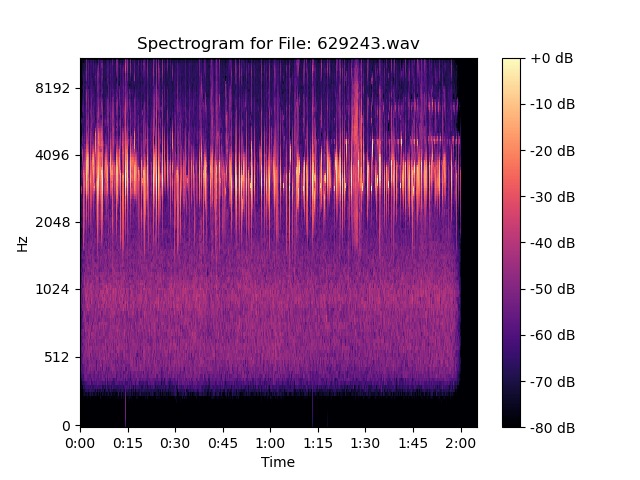 Spectrogram for File: 629243.wav
8192
4096
2048
1024
512
0
Hz
0:00 0:15 0:30 0:45 1:00 1:15 1:30 1:45 2:00
Time
+0 dB
-10 dB
-20 dB
-30 dB
-40 dB
-50 dB
-60 dB
-70 dB
-80 dB